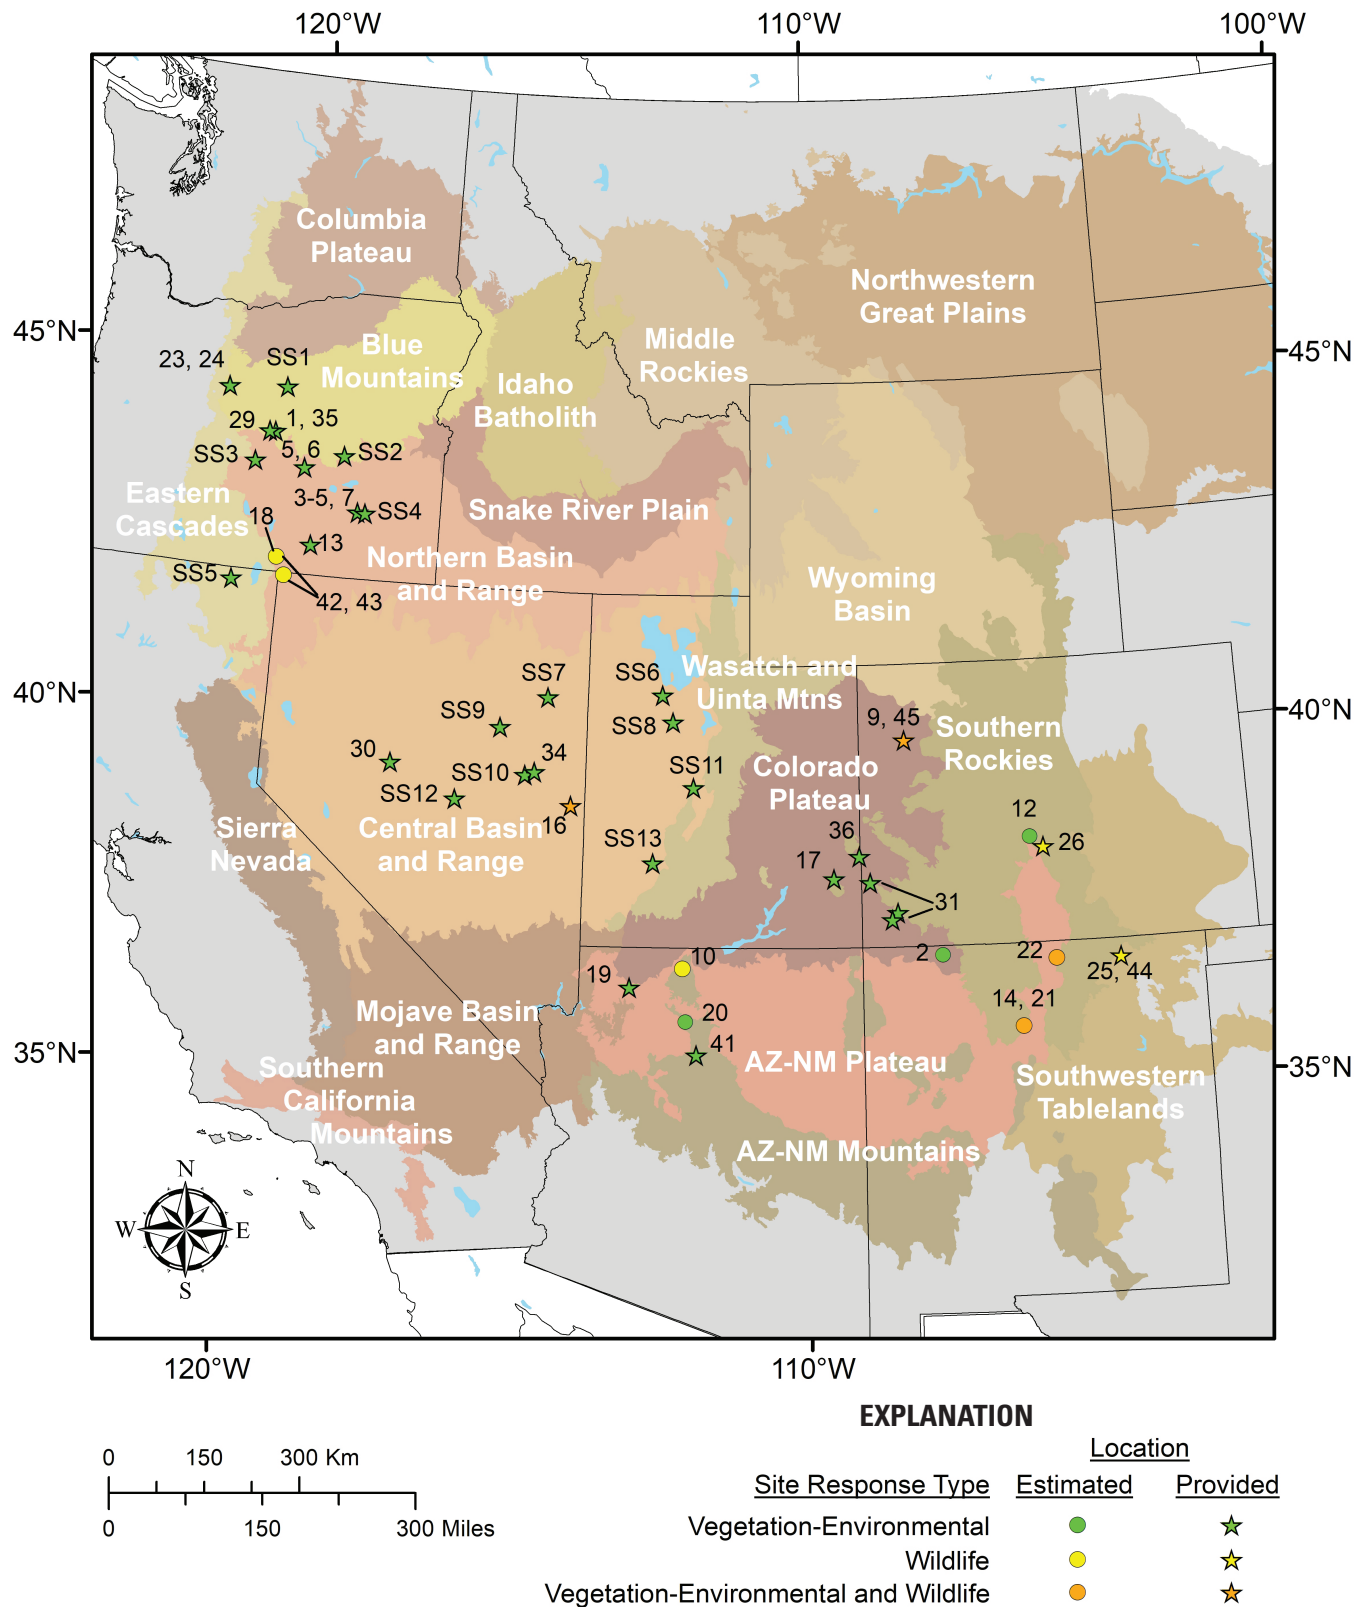 120°W 110°W 100°W
Columbia
Plateau
Northwestern
Great Plains
45°N 45°N
23, 24 SS1
Blue
Mountains
Middle
Rockies
Idaho
Batholith
29 1, 35
SS3 5, 6 SS2
Eastern
Cascades
3-5, 7 SS4
18
Snake River Plain
13
Northern Basin
and Range
SS5
42, 43
Wyoming
Basin
40°N 40°N
SS7 SS6
Wasatch and
Uinta Mtns
SS9 SS8
9, 45
Southern
Rockies
30 34
SS10 SS11
Colorado
Plateau
SS12
16
12
26
Sierra
Nevada
Central Basin
and Range
36
SS13
17
31
10 2 22
19 25, 44
14, 21
20
Mojave Basin
and Range
41
35°N 35°N
AZ-NM Plateau
Southern
California
Mountains
Southwestern
Tablelands
AZ-NM Mountains
N
W E
S
120°W 110°W
EXPLANATION
Location
Site Response Type Estimated Provided
Vegetation-Environmental
Wildlife
Vegetation-Environmental and Wildlife
0 150 300 Km
0 150 300 Miles